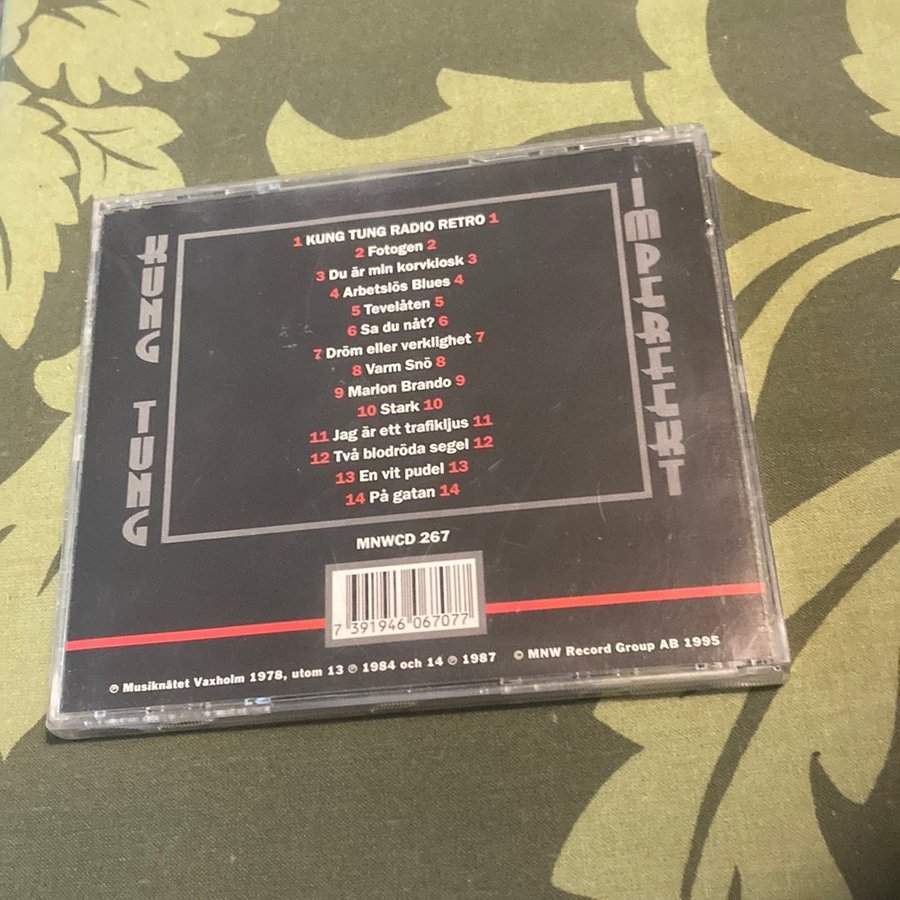 KUNG TUNG
1 KUNG TUNG RADIO RETRO 1
2 Fotogen 2
3 Du är min korvkiosk 3
4 Arbetslös Blues 4
5 Tevelåten 5
6 Sa du nåt? 6
7 Dröm eller verklighet 7
8 Varm Snö 8
9 Marlon Brando 9
10 Stark 10
11 Jag är ett trafikljus 11
12 Två blodröda segel 12
13 En vit pudel 13
14 På gatan 14
IMPERFEKT
MNWCD 267
7 391946 067077
℗ Musiknätet Vaxholm 1978, utom 13 ℗ 1984 och 14 ℗ 1987 © MNW Record Group AB 1995